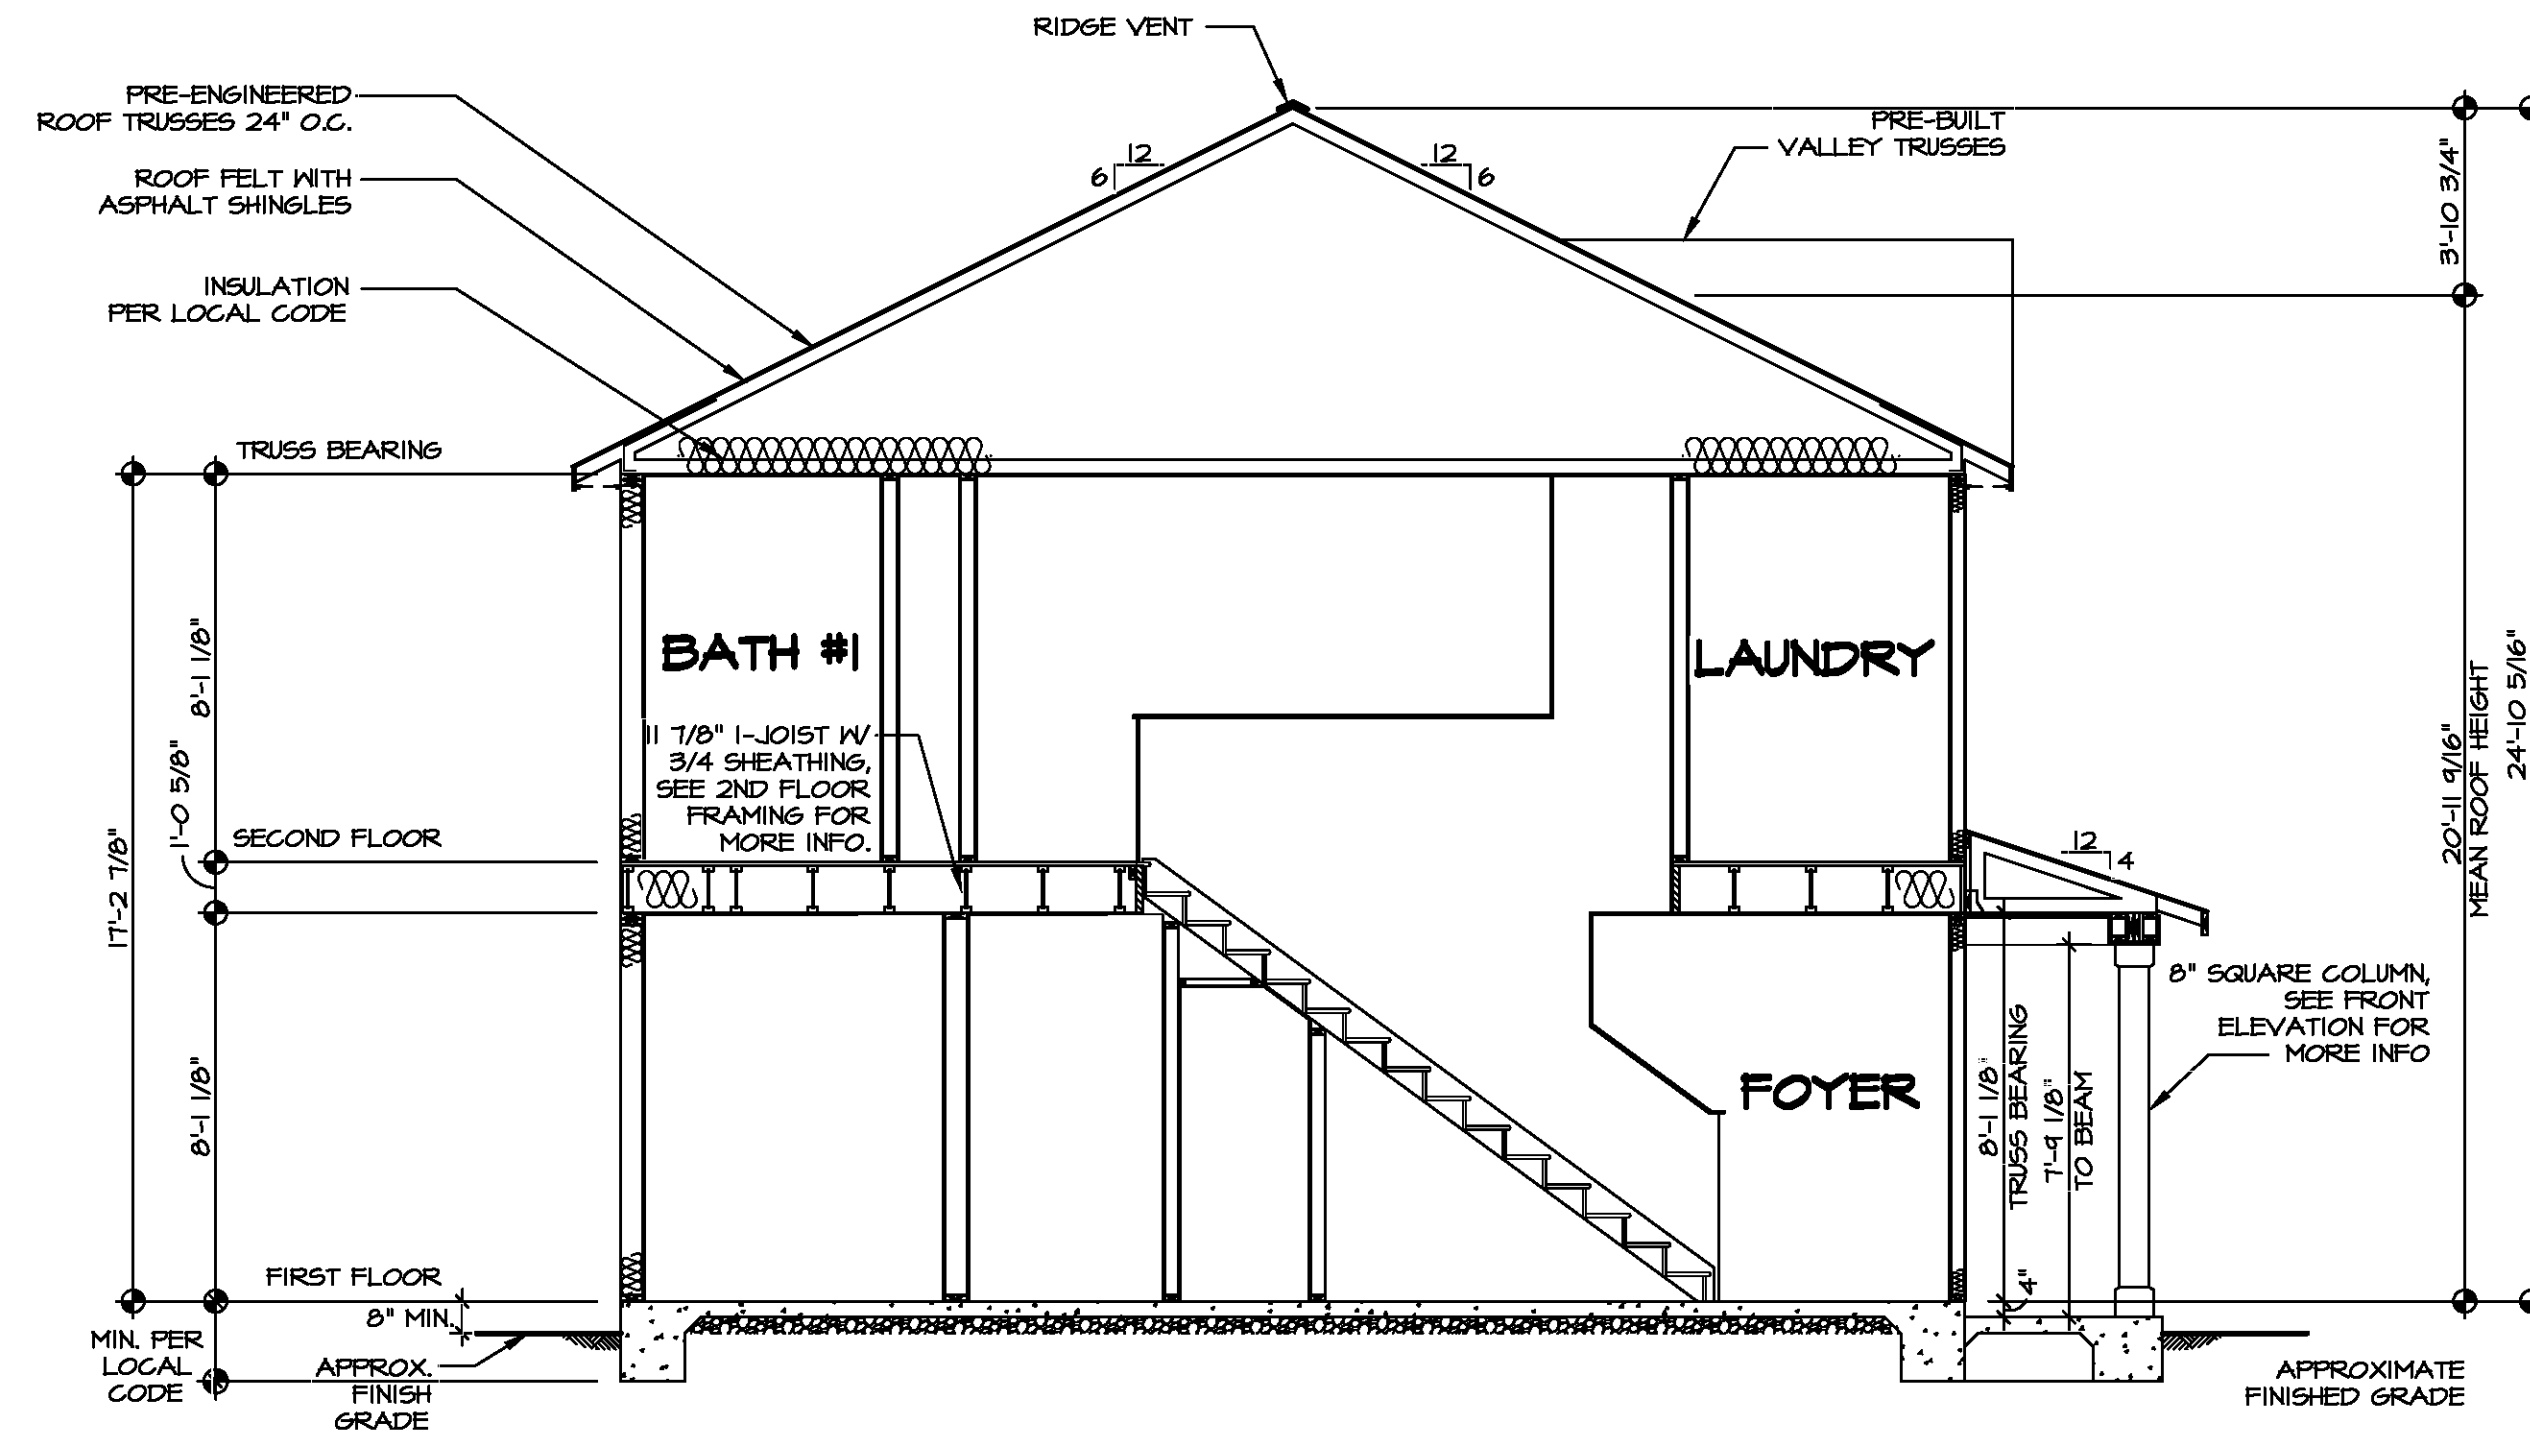 RIDGE VENT
PRE-ENGINEERED
ROOF TRUSSES 24" O.C.
ROOF FELT WITH
ASPHALT SHINGLES
INSULATION
PER LOCAL CODE
12
6
12
6
PRE-BUILT
VALLEY TRUSSES
3'-10 3/4"
TRUSS BEARING
BATH #1
LAUNDRY
11 7/8" I-JOIST W/
3/4 SHEATHING,
SEE 2ND FLOOR
FRAMING FOR
MORE INFO.
8'-1 1/8"
1'-0 5/8"
17'-2 7/8"
SECOND FLOOR
12
4
20'-11 9/16"
MEAN ROOF HEIGHT
24'-10 5/16"
8" SQUARE COLUMN,
SEE FRONT
ELEVATION FOR
MORE INFO
FOYER
8'-1 1/8"
TRUSS BEARING
7'-9 1/8"
TO BEAM
4"
8'-1 1/8"
FIRST FLOOR
8" MIN.
MIN. PER
LOCAL
CODE
APPROX.
FINISH
GRADE
APPROXIMATE
FINISHED GRADE